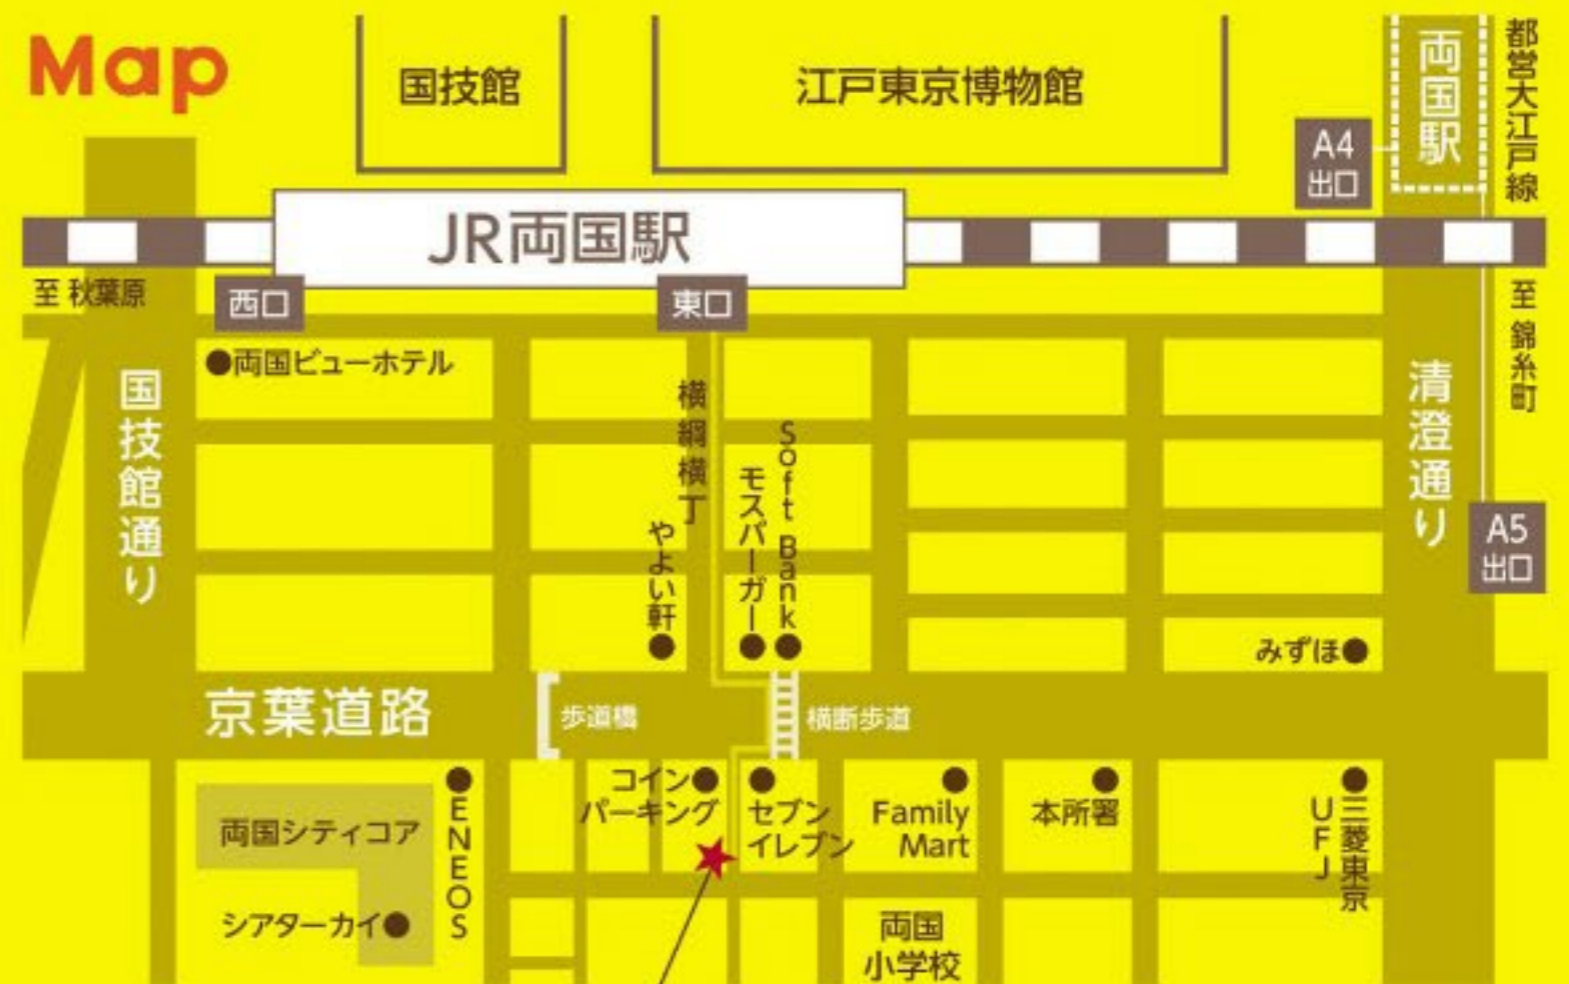 Map
国技館
江戸東京博物館
両国駅
都営大江戸線
A4
出口
JR両国駅
至 秋葉原
西口
東口
至 錦糸町
両国ビューホテル
国技館通り
横綱横丁
Soft Bank
モスバーガー
やよい軒
清澄通り
A5
出口
みずほ
京葉道路
歩道橋
横断歩道
コイン
パーキング
セブン
イレブン
Family
Mart
本所署
三菱東京
UFJ
ENEOS
両国シティコア
シアターカイ
両国
小学校